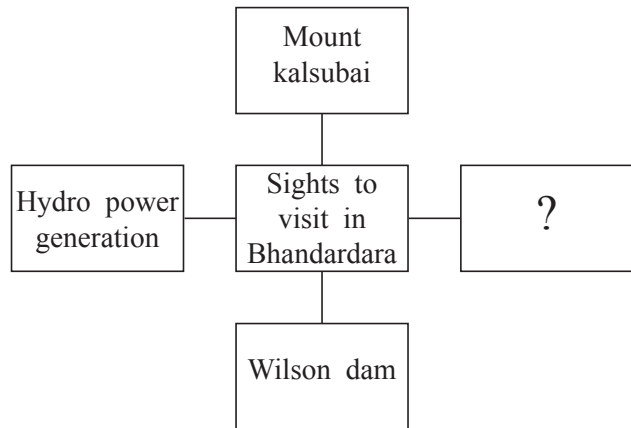 Mount
kalsubai
Hydro power
generation
Sights to
visit in
Bhandardara
?
Wilson dam